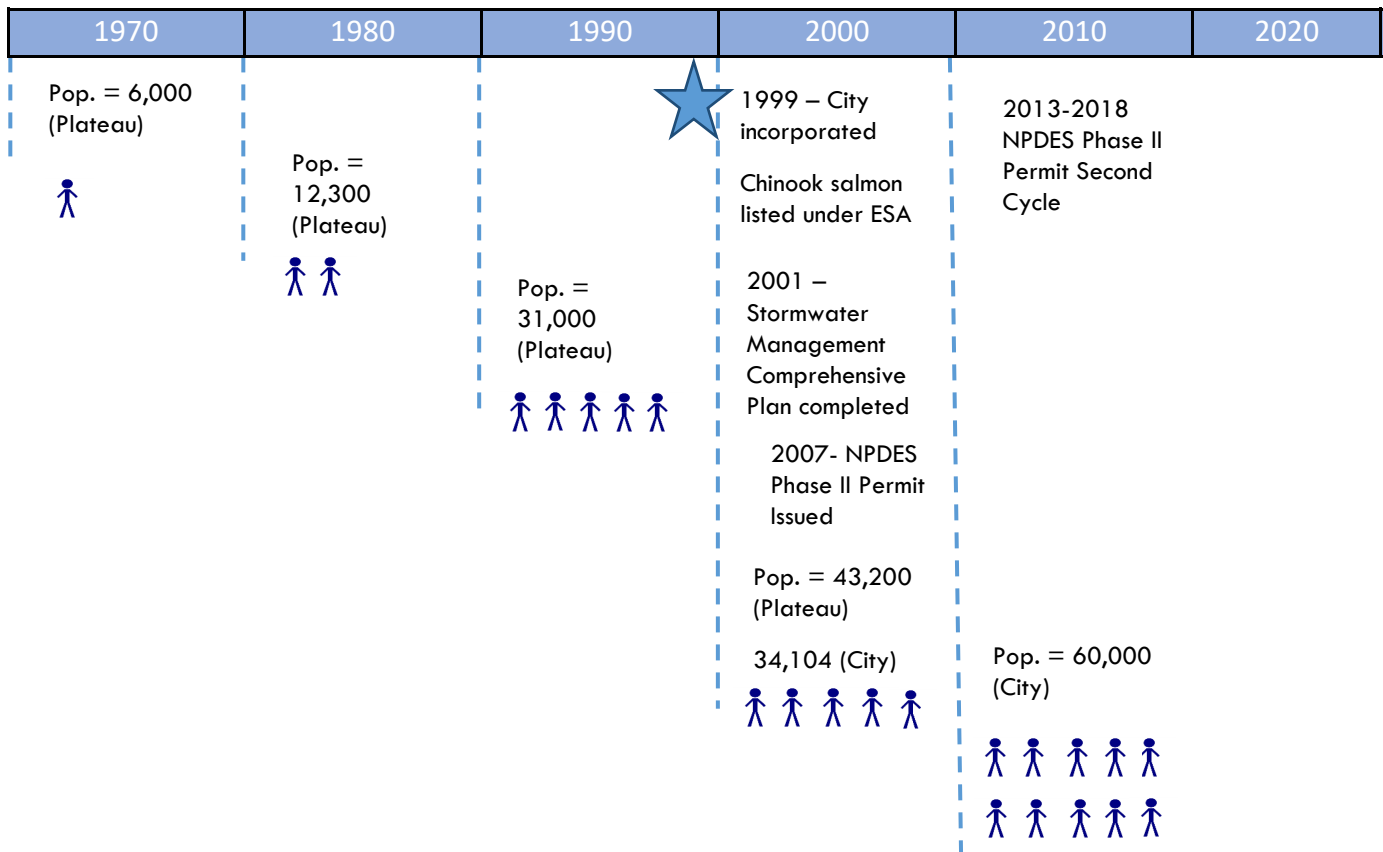 1970
1980
1990
2000
2010
2020
Pop. = 6,000
(Plateau)
Pop. =
12,300
(Plateau)
Pop. =
31,000
(Plateau)
1999 – City
incorporated
Chinook salmon
listed under ESA
2001 –
Stormwater
Management
Comprehensive
Plan completed
2007- NPDES
Phase II Permit
Issued
Pop. = 43,200
(Plateau)
34,104 (City)
2013-2018
NPDES Phase II
Permit Second
Cycle
Pop. = 60,000
(City)